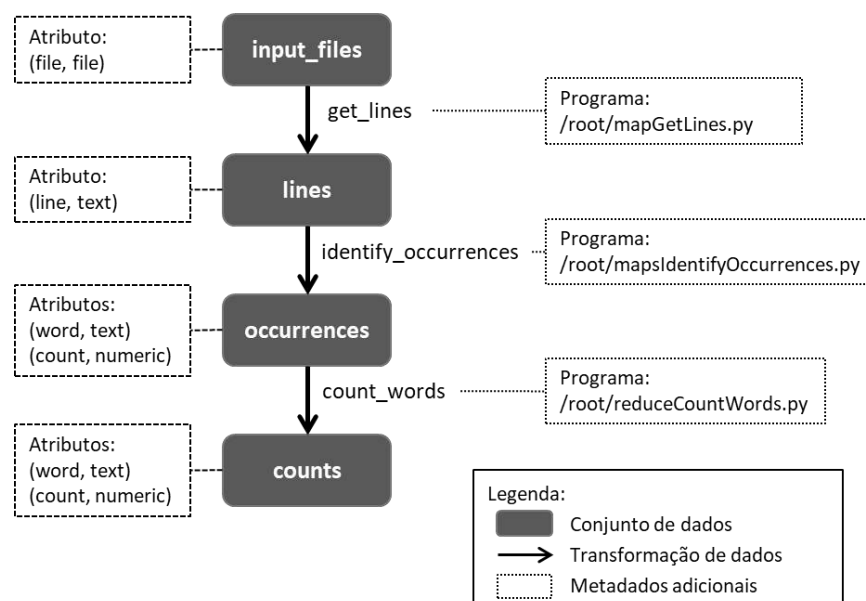 Atributo:
(file, file)
input_files
get_lines
Programa:
/root/mapGetLines.py
Atributo:
(line, text)
lines
identify_occurrences
Programa:
/root/mapsIdentifyOccurrences.py
Atributos:
(word, text)
(count, numeric)
occurrences
count_words
Programa:
/root/reduceCountWords.py
Atributos:
(word, text)
(count, numeric)
counts
Legenda:
Conjunto de dados
Transformação de dados
Metadados adicionais